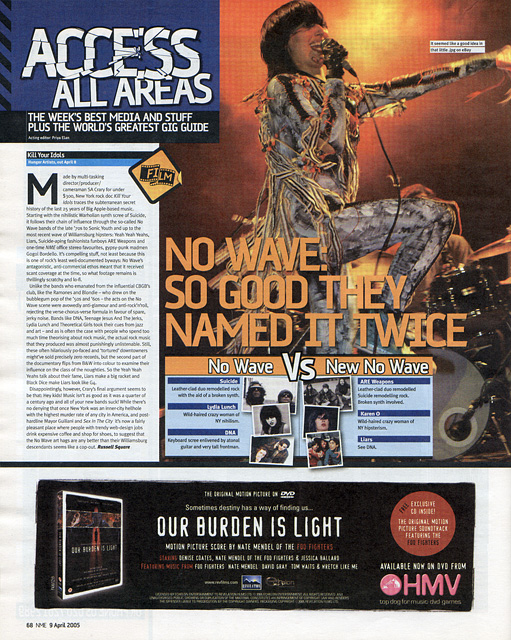 ACCESS
ALL AREAS
THE WEEK'S BEST MEDIA AND STUFF
PLUS THE WORLD'S GREATEST GIG GUIDE
Acting editor: Priya Elan
It seemed like a good idea in
that little .jpg on eBay
Kill Your Idols
Hunger Artists, out April 6
FILM
Made by multi-tasking
director/producer/
cameraman SA Crary for under
$300, New York rock doc Kill Your
Idols traces the subterranean secret
history of the last 25 years of Big Apple-based music.
Starting with the nihilistic Warholian synth scree of Suicide,
it follows their chain of influence through the so-called No
Wave bands of the late '70s to Sonic Youth and up to the
most recent wave of Williamsburg hipsters: Yeah Yeah Yeahs,
Liars, Suicide-aping fashionista funboys ARE Weapons and
one-time NME office stereo favourites, gypsy-punk madmen
Gogol Bordello. It's compelling stuff, not least because this
is one of rock's least well-documented byways: No Wave's
antagonistic, anti-commercial ethos meant that it received
scant coverage at the time, so what footage remains is
thrillingly scratchy and lo-fi.
Unlike the bands who emanated from the influential CBGB's
club, like the Ramones and Blondie – who drew on the
bubblegum pop of the '50s and '60s – the acts on the No
Wave scene were avowedly anti-glamour and anti-rock'n'roll,
rejecting the verse-chorus-verse formula in favour of spare,
jerky noise. Bands like DNA, Teenage Jesus And The Jerks,
Lydia Lunch and Theoretical Girls took their cues from jazz
and art – and as is often the case with people who spend too
much time theorising about rock music, the actual rock music
that they produced was almost punishingly unlistenable. Still,
these often hilariously po-faced and "tortured" downtowners
might've sold precisely zero records, but the second part of
the documentary flips from B&W into colour to examine their
influence on the class of the noughties. So the Yeah Yeah
Yeahs talk about their fame, Liars make a big racket and
Black Dice make Liars look like G4.
Disappointingly, however, Crary's final argument seems to
be that: Hey kids! Music isn't as good as it was a quarter of
a century ago and all of your new bands suck! While there's
no denying that once New York was an inner-city hellhole
with the highest murder rate of any city in America, and post-
hardline Mayor Guiliani and Sex In The City it's now a fairly
pleasant place where people with trendy web-design jobs
drink expensive coffee and shop for shoes, to suggest that
the No Wave art hags are any better than their Williamsburg
descendants seems like a cop-out. Russell Square
NO WAVE.
SO GOOD THEY
NAMED IT TWICE
No Wave Vs New No Wave
Suicide
Leather-clad duo remodelled rock
with the aid of a broken synth.
Lydia Lunch
Wild-haired crazy woman of
NY nihilism.
DNA
Keyboard scree enlivened by atonal
guitar and very tall frontman.
ARE Weapons
Leather-clad duo remodelled
Suicide remodelling rock.
Broken synth involved.
Karen O
Wild-haired crazy woman of
NY hipsterism.
Liars
See DNA.
THE ORIGINAL MOTION PICTURE ON DVD
Sometimes destiny has a way of finding us...
OUR BURDEN IS LIGHT
MOTION PICTURE SCORE BY NATE MENDEL OF THE FOO FIGHTERS
STARRING DENISE COATES, NATE MENDEL OF THE FOO FIGHTERS & JESSICA BALLARD
FEATURING MUSIC FROM FOO FIGHTERS NATE MENDEL DAVID GRAY TOM WAITS & WRETCH LIKE ME
OUR BURDEN IS LIGHT
FREE EXCLUSIVE
CD INSIDE!
THE ORIGINAL MOTION
PICTURE SOUNDTRACK
FEATURING THE
FOO FIGHTERS
AVAILABLE NOW ON DVD FROM
HMV
top dog for music dvd games
68 NME 9 April 2005